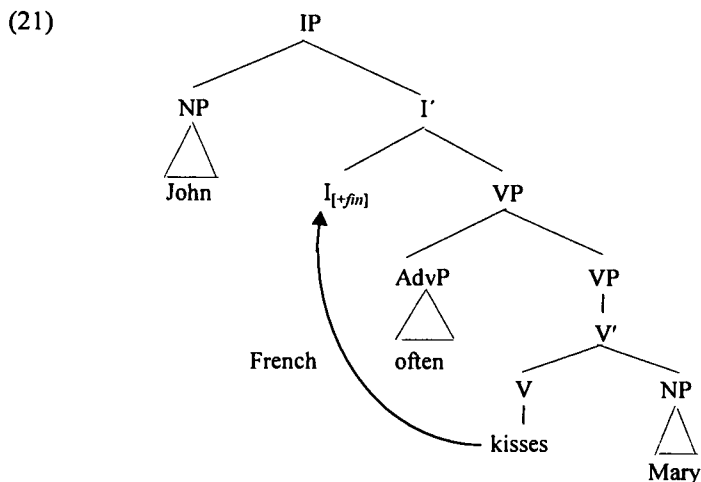 (21)
IP
NP I′
John I[+fin] VP
AdvP VP
often V′
French
V NP
kisses Mary